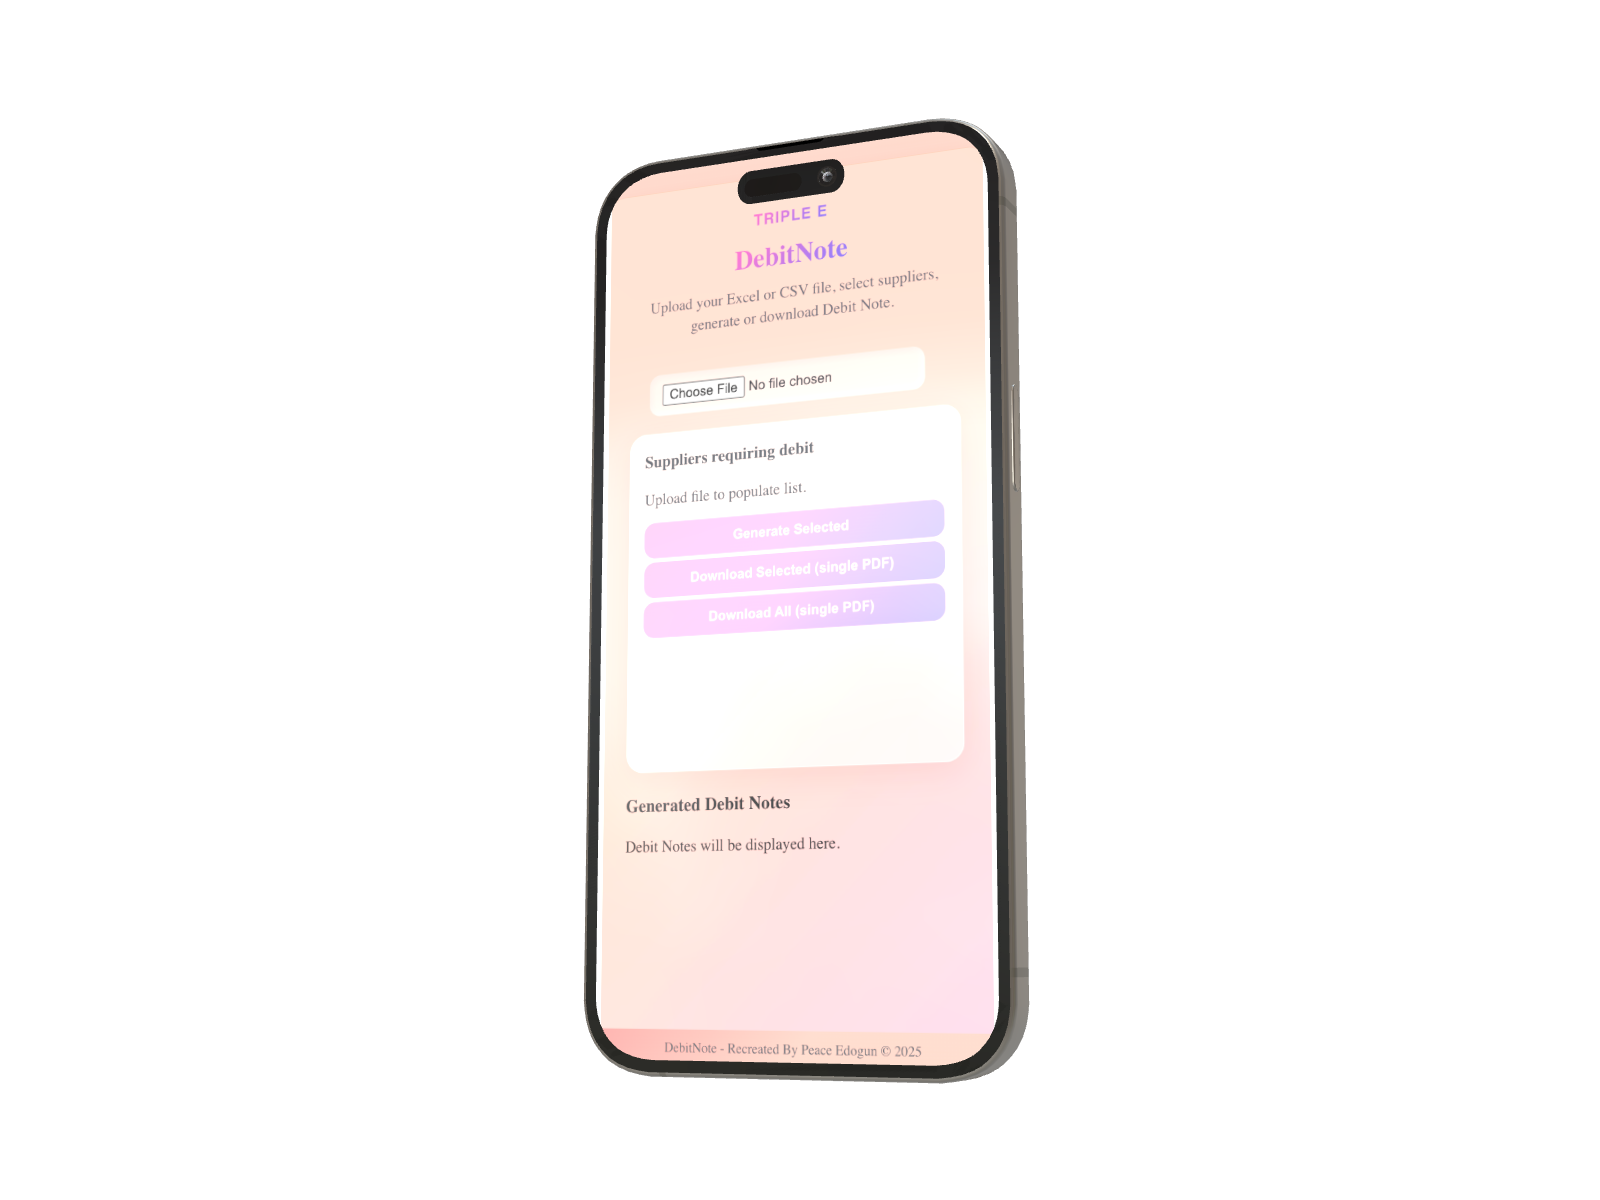 TRIPLE E
DebitNote
Upload your Excel or CSV file, select suppliers,
generate or download Debit Note.
Choose File No file chosen
Suppliers requiring debit
Upload file to populate list.
Generate Selected
Download Selected (single PDF)
Download All (single PDF)
Generated Debit Notes
Debit Notes will be displayed here.
DebitNote - Recreated By Peace Edogun © 2025